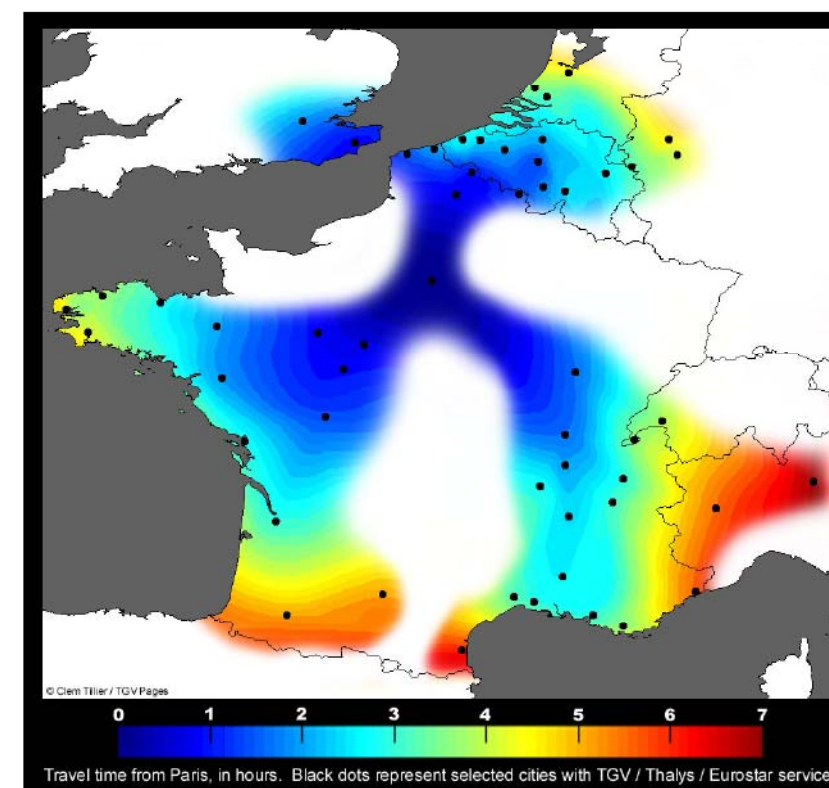 © Clem Tillier / TGV Pages
0 1 2 3 4 5 6 7
Travel time from Paris, in hours. Black dots represent selected cities with TGV / Thalys / Eurostar service